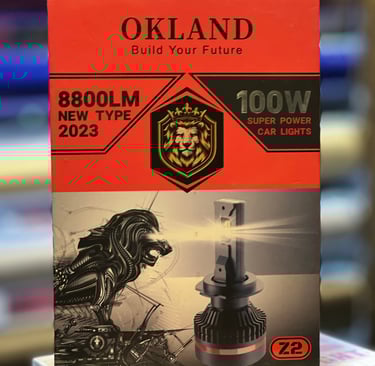 OKLAND
Build Your Future
8800LM
NEW TYPE
2023
100W
SUPER POWER
CAR LIGHTS
Z2